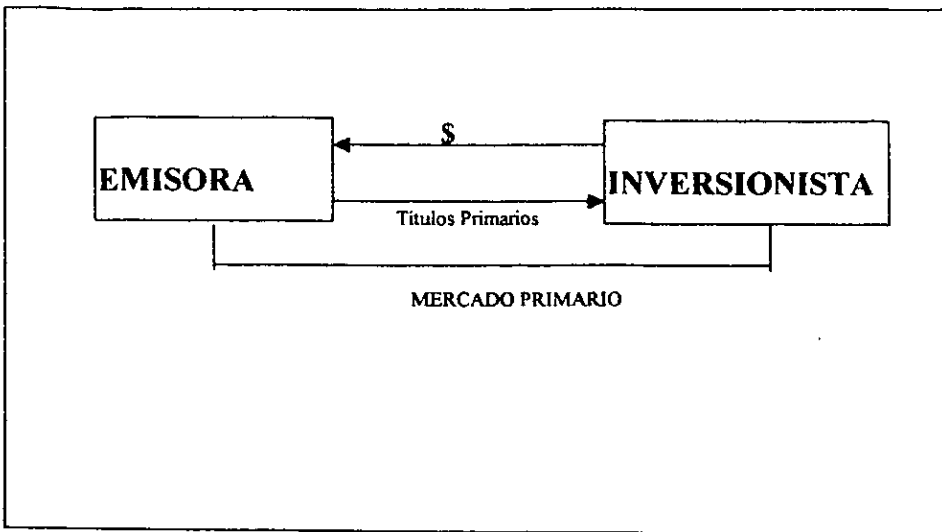 $
EMISORA
INVERSIONISTA
Titulos Primarios
MERCADO PRIMARIO